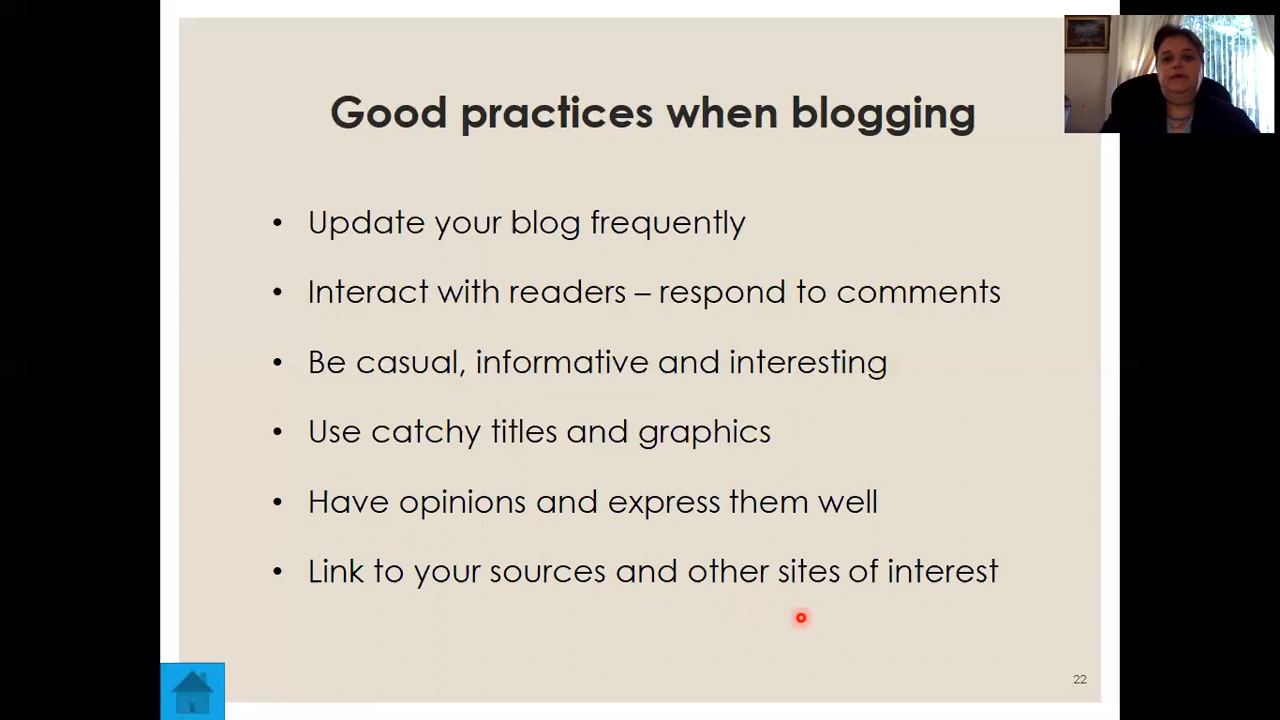 Good practices when blogging
• Update your blog frequently
• Interact with readers – respond to comments
• Be casual, informative and interesting
• Use catchy titles and graphics
• Have opinions and express them well
• Link to your sources and other sites of interest
22